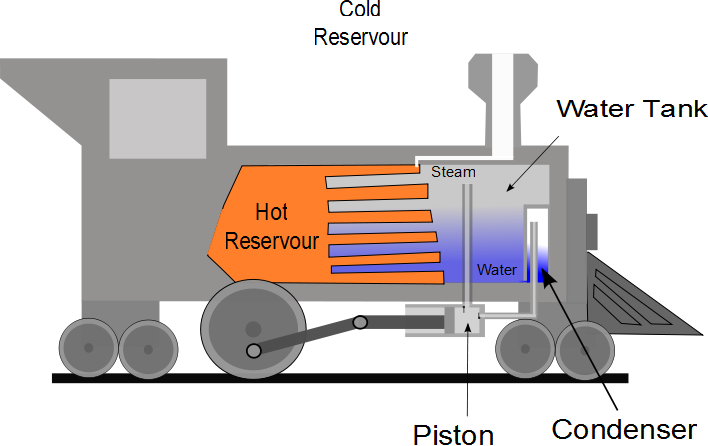 Cold
Reservour
Water Tank
Steam
Hot
Reservour
Water
Piston
Condenser